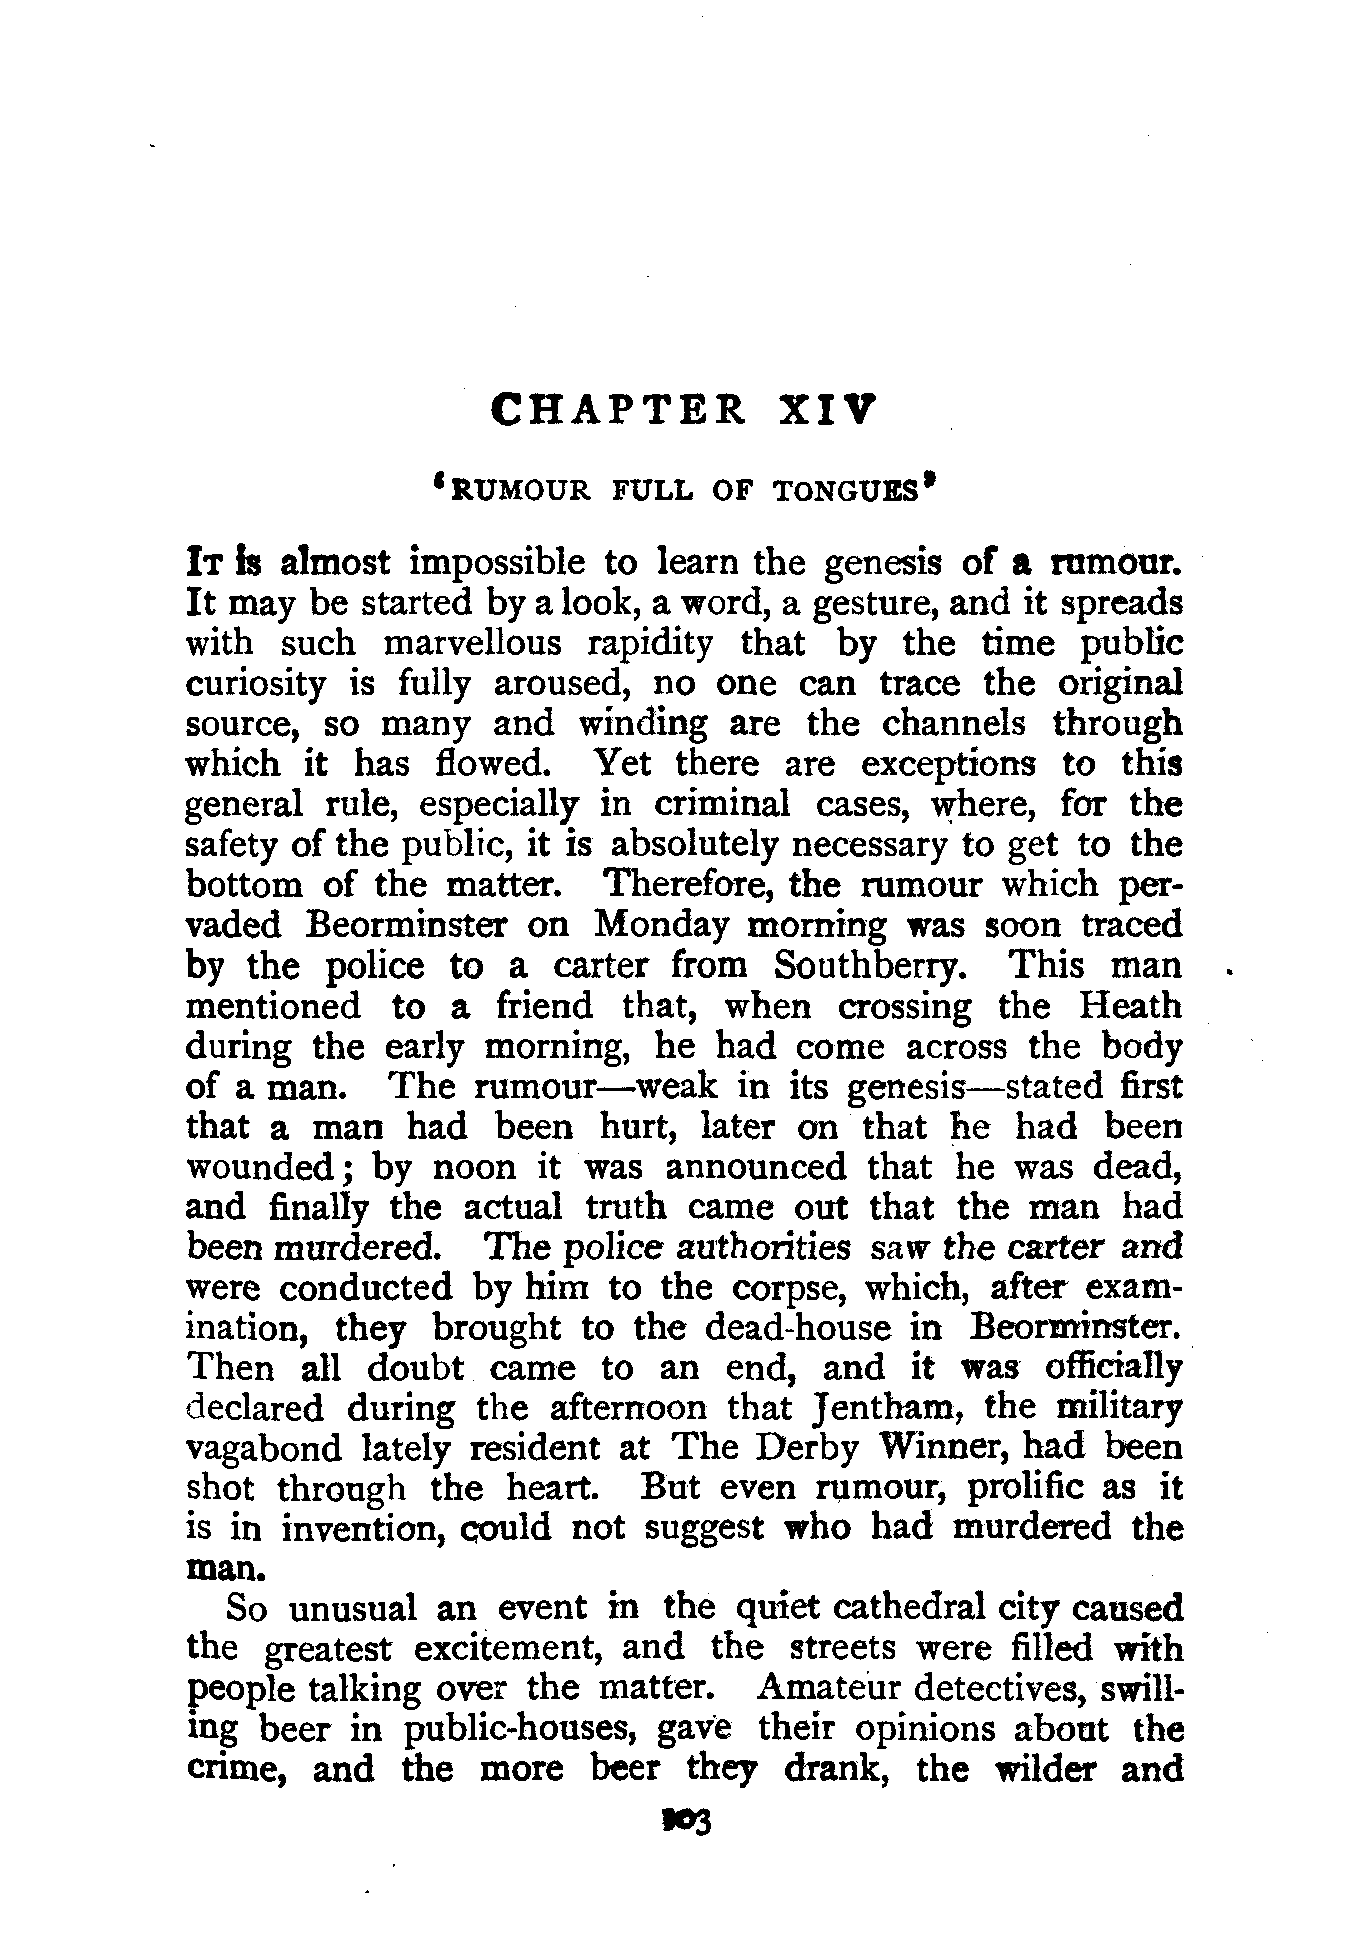 CHAPTER XIV
‘RUMOUR FULL OF TONGUES’
IT is almost impossible to learn the genesis of a rumour.
It may be started by a look, a word, a gesture, and it spreads
with such marvellous rapidity that by the time public
curiosity is fully aroused, no one can trace the original
source, so many and winding are the channels through
which it has flowed. Yet there are exceptions to this
general rule, especially in criminal cases, where, for the
safety of the public, it is absolutely necessary to get to the
bottom of the matter. Therefore, the rumour which per-
vaded Beorminster on Monday morning was soon traced
by the police to a carter from Southberry. This man
mentioned to a friend that, when crossing the Heath
during the early morning, he had come across the body
of a man. The rumour—weak in its genesis—stated first
that a man had been hurt, later on that he had been
wounded; by noon it was announced that he was dead,
and finally the actual truth came out that the man had
been murdered. The police authorities saw the carter and
were conducted by him to the corpse, which, after exam-
ination, they brought to the dead-house in Beorminster.
Then all doubt came to an end, and it was officially
declared during the afternoon that Jentham, the military
vagabond lately resident at The Derby Winner, had been
shot through the heart. But even rumour, prolific as it
is in invention, could not suggest who had murdered the
man.
So unusual an event in the quiet cathedral city caused
the greatest excitement, and the streets were filled with
people talking over the matter. Amateur detectives, swill-
ing beer in public-houses, gave their opinions about the
crime, and the more beer they drank, the wilder and
103